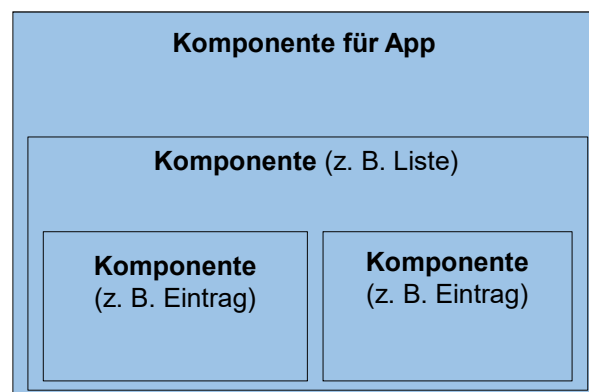 Komponente für App
Komponente (z. B. Liste)
Komponente
(z. B. Eintrag)
Komponente
(z. B. Eintrag)